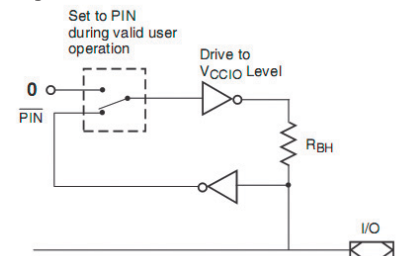 Set to PIN
during valid user
operation
Drive to
VCCIO Level
0
PIN
RBH
I/O